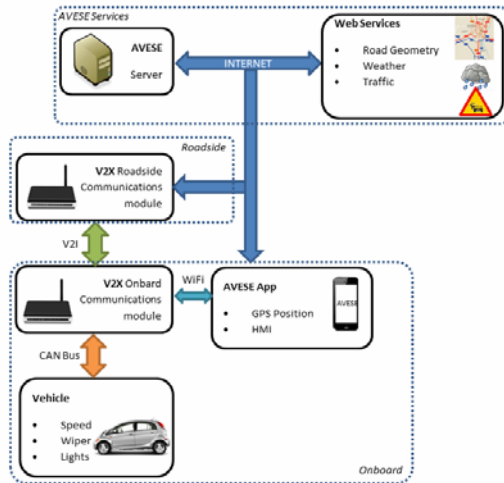 AVESE Services
AVESE
Server
INTERNET
Web Services
• Road Geometry
• Weather
• Traffic
Roadside
V2X Roadside
Communications
module
V2I
V2X Onbard
Communications
module
WiFi
AVESE App
• GPS Position
• HMI
AVESE
CAN Bus
Vehicle
• Speed
• Wiper
• Lights
Onboard